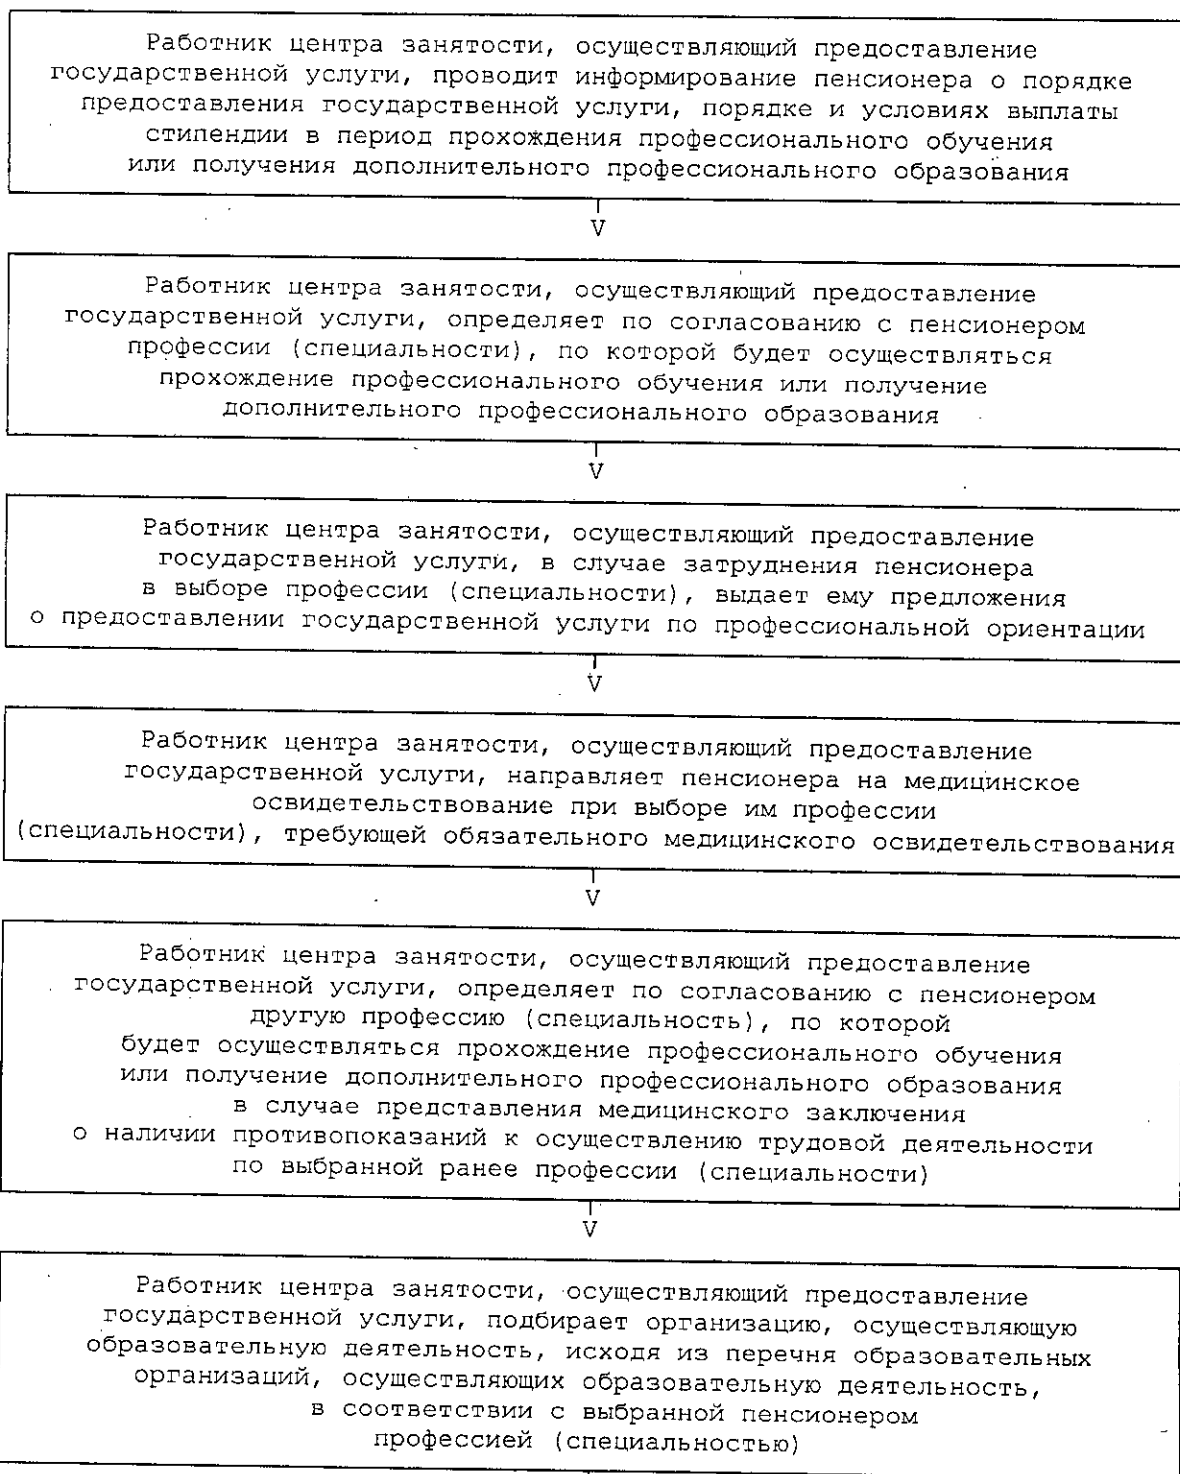 Работник центра занятости, осуществляющий предоставление
государственной услуги, проводит информирование пенсионера о порядке
предоставления государственной услуги, порядке и условиях выплаты
стипендии в период прохождения профессионального обучения
или получения дополнительного профессионального образования
V
Работник центра занятости, осуществляющий предоставление
государственной услуги, определяет по согласованию с пенсионером
профессии (специальности), по которой будет осуществляться
прохождение профессионального обучения или получение
дополнительного профессионального образования
V
Работник центра занятости, осуществляющий предоставление
государственной услуги, в случае затруднения пенсионера
в выборе профессии (специальности), выдает ему предложения
о предоставлении государственной услуги по профессиональной ориентации
V
Работник центра занятости, осуществляющий предоставление
государственной услуги, направляет пенсионера на медицинское
освидетельствование при выборе им профессии
(специальности), требующей обязательного медицинского освидетельствования
V
Работник центра занятости, осуществляющий предоставление
государственной услуги, определяет по согласованию с пенсионером
другую профессию (специальность), по которой
будет осуществляться прохождение профессионального обучения
или получение дополнительного профессионального образования
в случае представления медицинского заключения
о наличии противопоказаний к осуществлению трудовой деятельности
по выбранной ранее профессии (специальности)
V
Работник центра занятости, осуществляющий предоставление
государственной услуги, подбирает организацию, осуществляющую
образовательную деятельность, исходя из перечня образовательных
организаций, осуществляющих образовательную деятельность,
в соответствии с выбранной пенсионером
профессией (специальностью)